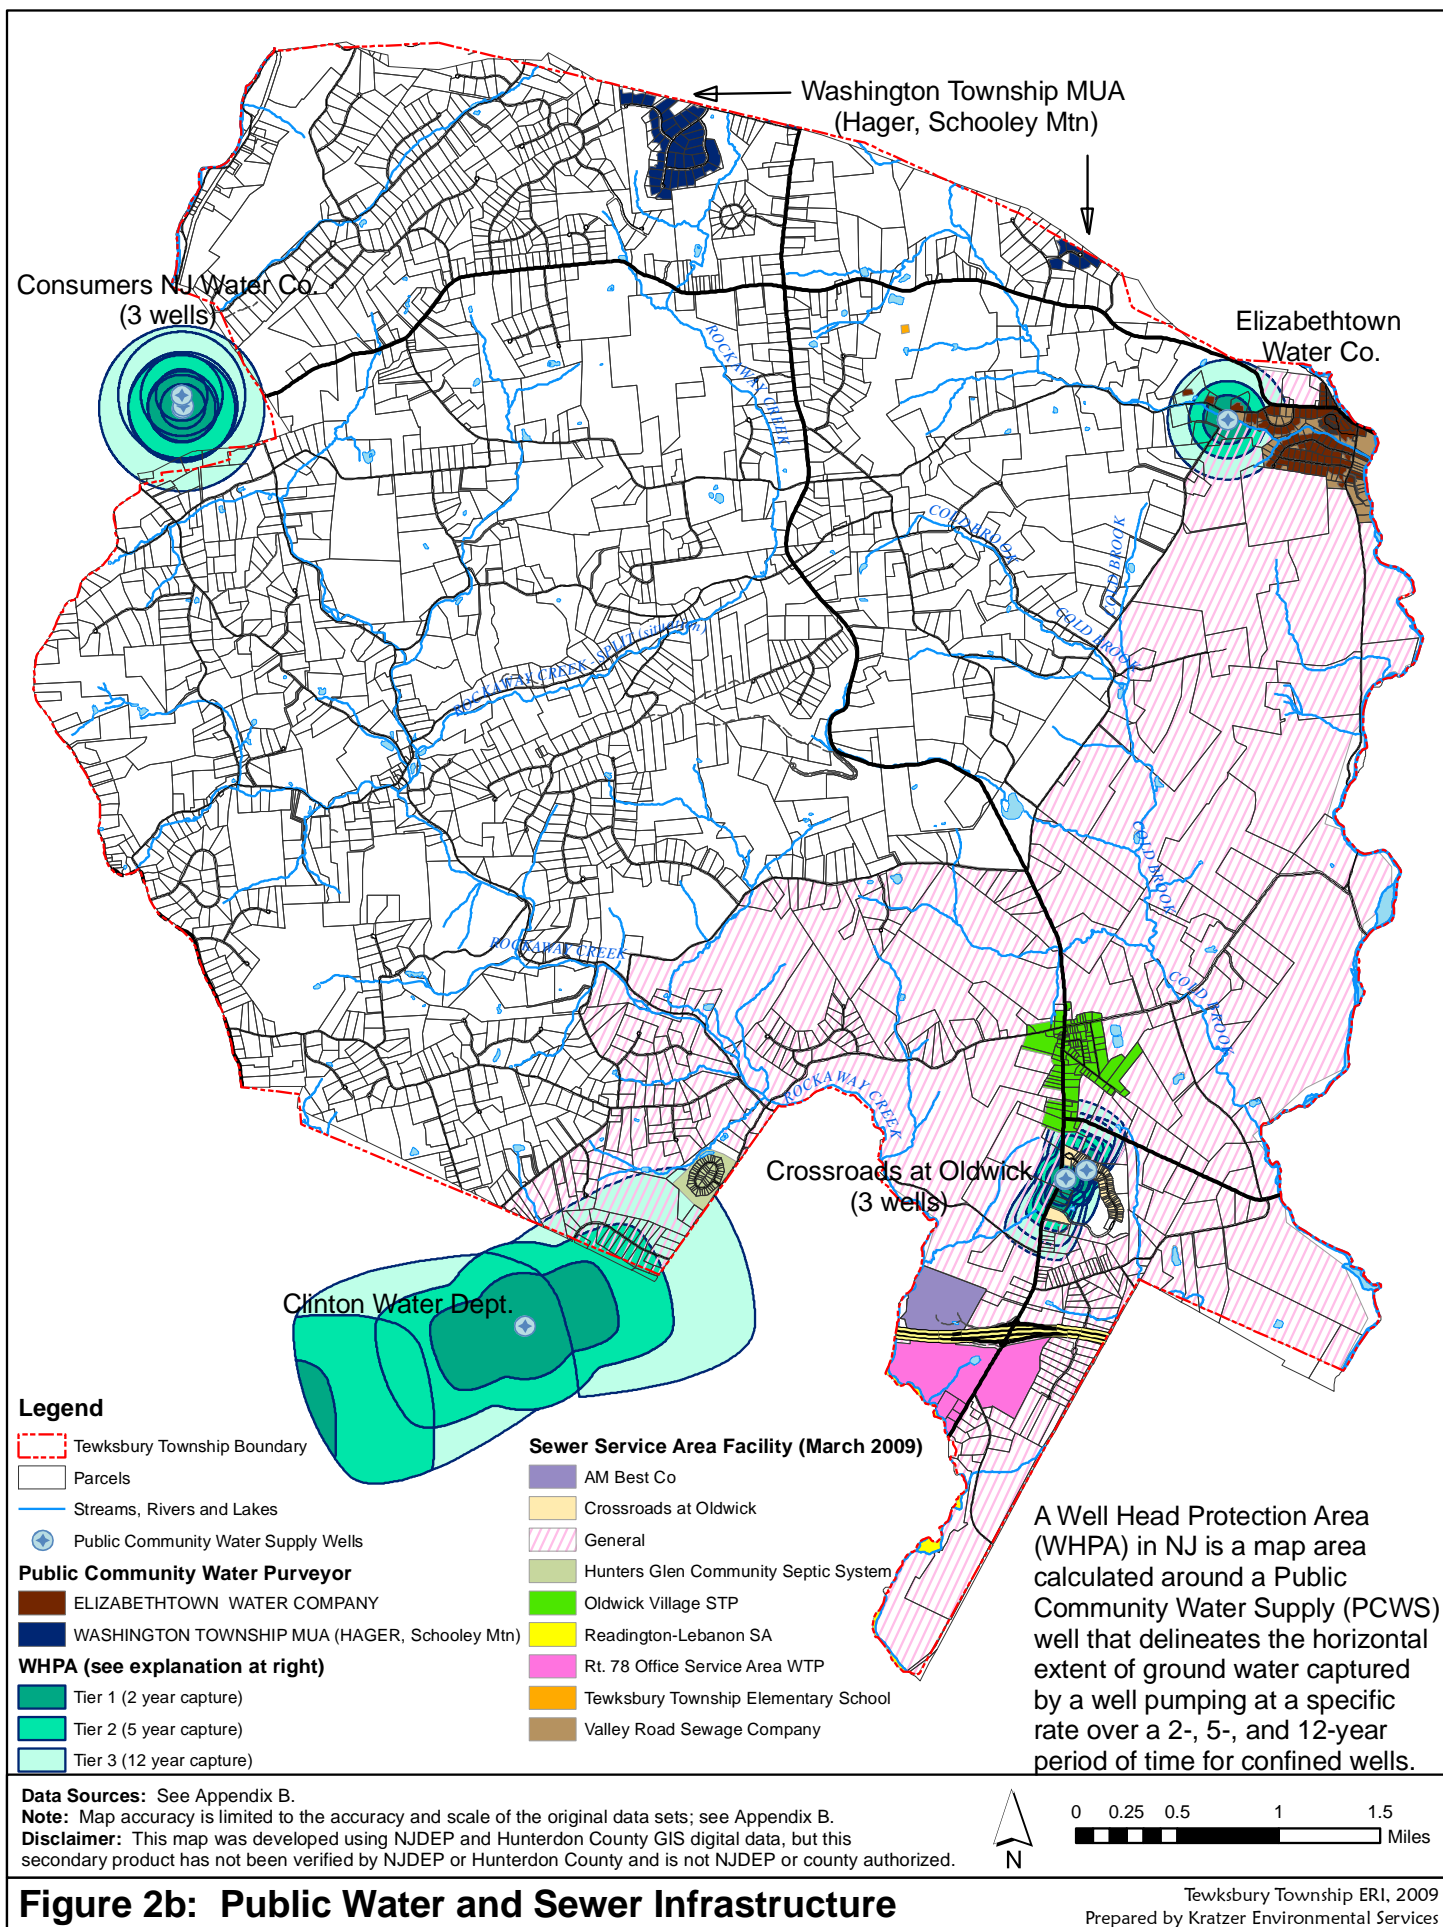 Washington Township MUA
(Hager, Schooley Mtn)
Consumers NJ Water Co.
(3 wells)
Elizabethtown
Water Co.
ROCKAWAY CREEK
COLD BROOK
COLD BROOK
COLD BROOK
ROCKAWAY CREEK - SPLIT (sitlation)
COLD BROOK
ROCKAWAY CREEK
COLD BROOK
ROCKAWAY CREEK
Crossroads at Oldwick
(3 wells)
Clinton Water Dept.
Legend
Tewksbury Township Boundary
Parcels
Streams, Rivers and Lakes
Public Community Water Supply Wells
Public Community Water Purveyor
ELIZABETHTOWN WATER COMPANY
WASHINGTON TOWNSHIP MUA (HAGER, Schooley Mtn)
WHPA (see explanation at right)
Tier 1 (2 year capture)
Tier 2 (5 year capture)
Tier 3 (12 year capture)
Sewer Service Area Facility (March 2009)
AM Best Co
Crossroads at Oldwick
General
Hunters Glen Community Septic System
Oldwick Village STP
Readington-Lebanon SA
Rt. 78 Office Service Area WTP
Tewksbury Township Elementary School
Valley Road Sewage Company
A Well Head Protection Area
(WHPA) in NJ is a map area
calculated around a Public
Community Water Supply (PCWS)
well that delineates the horizontal
extent of ground water captured
by a well pumping at a specific
rate over a 2-, 5-, and 12-year
period of time for confined wells.
Data Sources: See Appendix B.
Note: Map accuracy is limited to the accuracy and scale of the original data sets; see Appendix B.
Disclaimer: This map was developed using NJDEP and Hunterdon County GIS digital data, but this
secondary product has not been verified by NJDEP or Hunterdon County and is not NJDEP or county authorized.
N
0 0.25 0.5 1 1.5
Miles
Figure 2b: Public Water and Sewer Infrastructure
Tewksbury Township ERI, 2009
Prepared by Kratzer Environmental Services